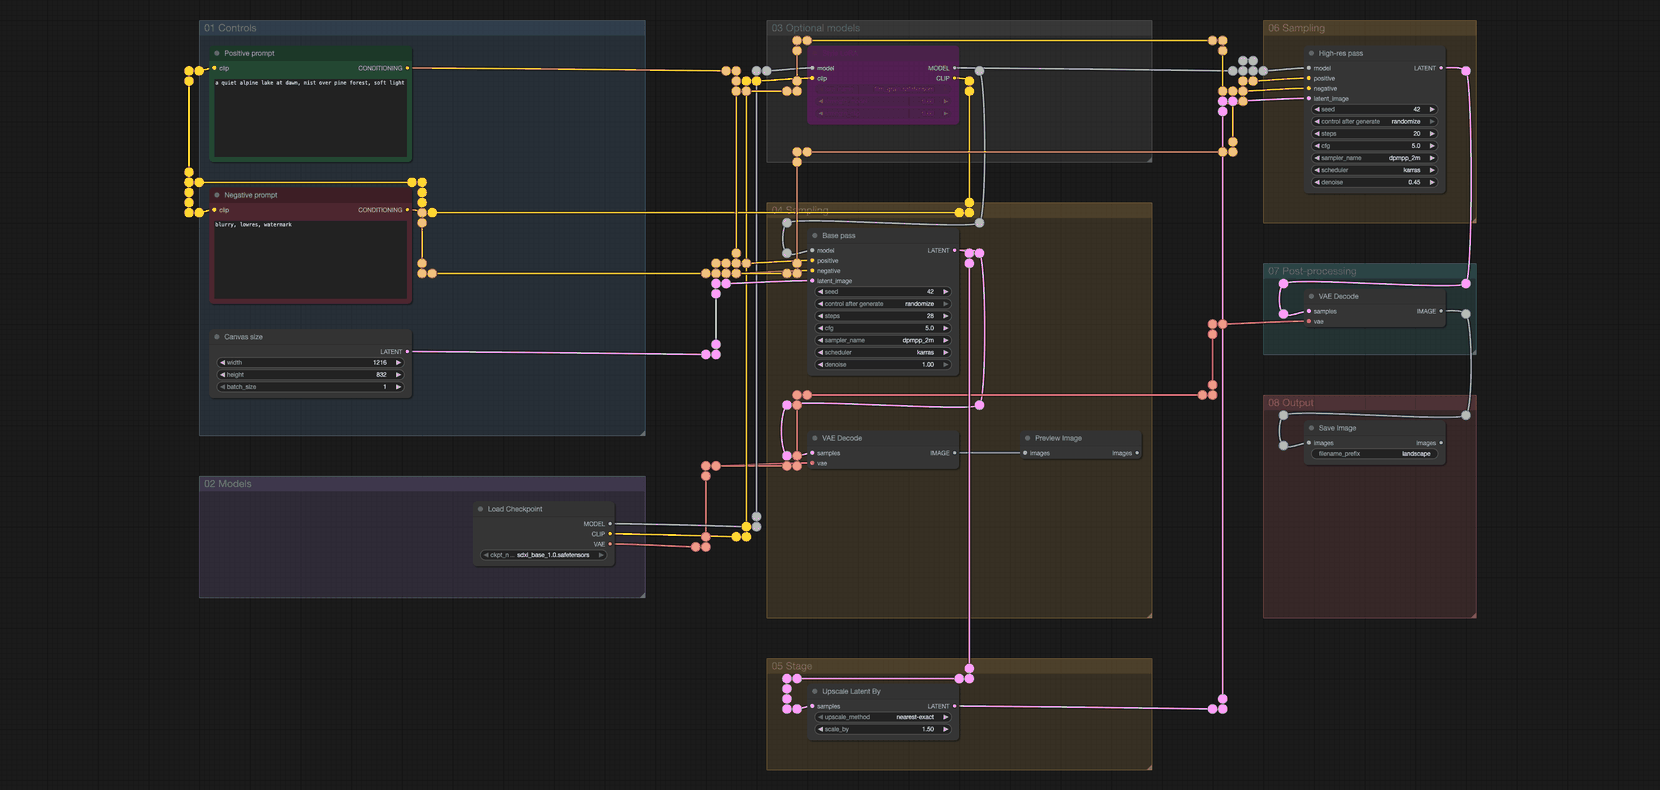 01 Controls
Positive prompt
clip
CONDITIONING
a quiet alpine lake at dawn, mist over pine forest, soft light
Negative prompt
clip
CONDITIONING
blurry, lowres, watermark
Canvas size
LATENT
width 1216
height 832
batch_size 1
02 Models
Load Checkpoint
MODEL
CLIP
VAE
ckpt_n... sdxl_base_1.0.safetensors
03 Optional models
model MODEL
clip CLIP
04 Sampling
Base pass
model LATENT
positive
negative
latent_image
seed 42
control after generate randomize
steps 28
cfg 5.0
sampler_name dpmpp_2m
scheduler karras
denoise 1.00
VAE Decode
samples IMAGE
vae
Preview Image
images images
05 Stage
Upscale Latent By
samples LATENT
upscale_method nearest-exact
scale_by 1.50
06 Sampling
High-res pass
model LATENT
positive
negative
latent_image
seed 42
control after generate randomize
steps 20
cfg 5.0
sampler_name dpmpp_2m
scheduler karras
denoise 0.45
07 Post-processing
VAE Decode
samples IMAGE
vae
08 Output
Save Image
images images
filename_prefix landscape